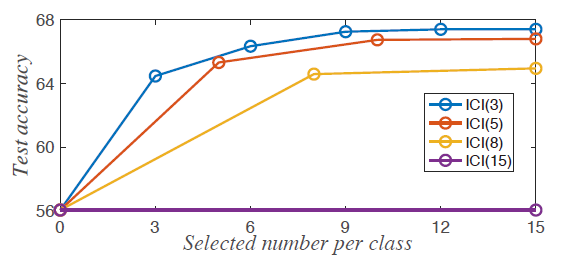 68
64
60
56
Test accuracy
ICI(3)
ICI(5)
ICI(8)
ICI(15)
0 3 6 9 12 15
Selected number per class